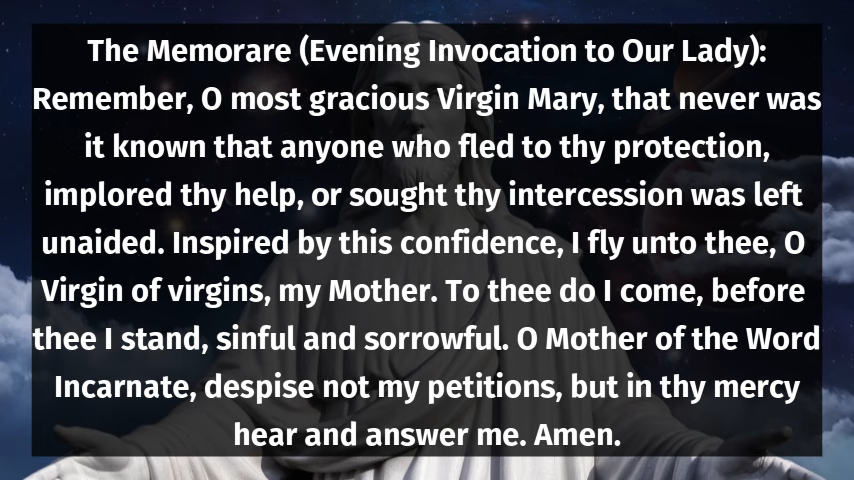 The Memorare (Evening Invocation to Our Lady):
Remember, O most gracious Virgin Mary, that never was
it known that anyone who fled to thy protection,
implored thy help, or sought thy intercession was left
unaided. Inspired by this confidence, I fly unto thee, O
Virgin of virgins, my Mother. To thee do I come, before
thee I stand, sinful and sorrowful. O Mother of the Word
Incarnate, despise not my petitions, but in thy mercy
hear and answer me. Amen.